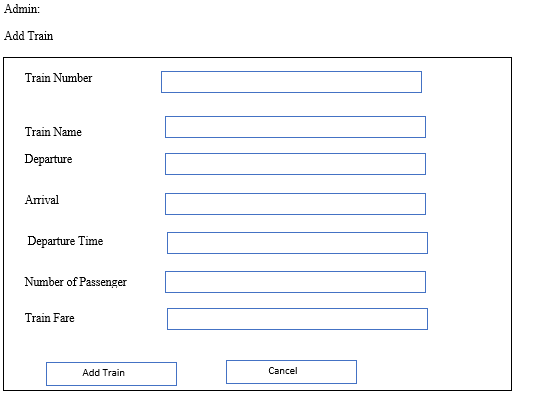 Admin:
Add Train
Train Number
Train Name
Departure
Arrival
Departure Time
Number of Passenger
Train Fare
Add Train Cancel